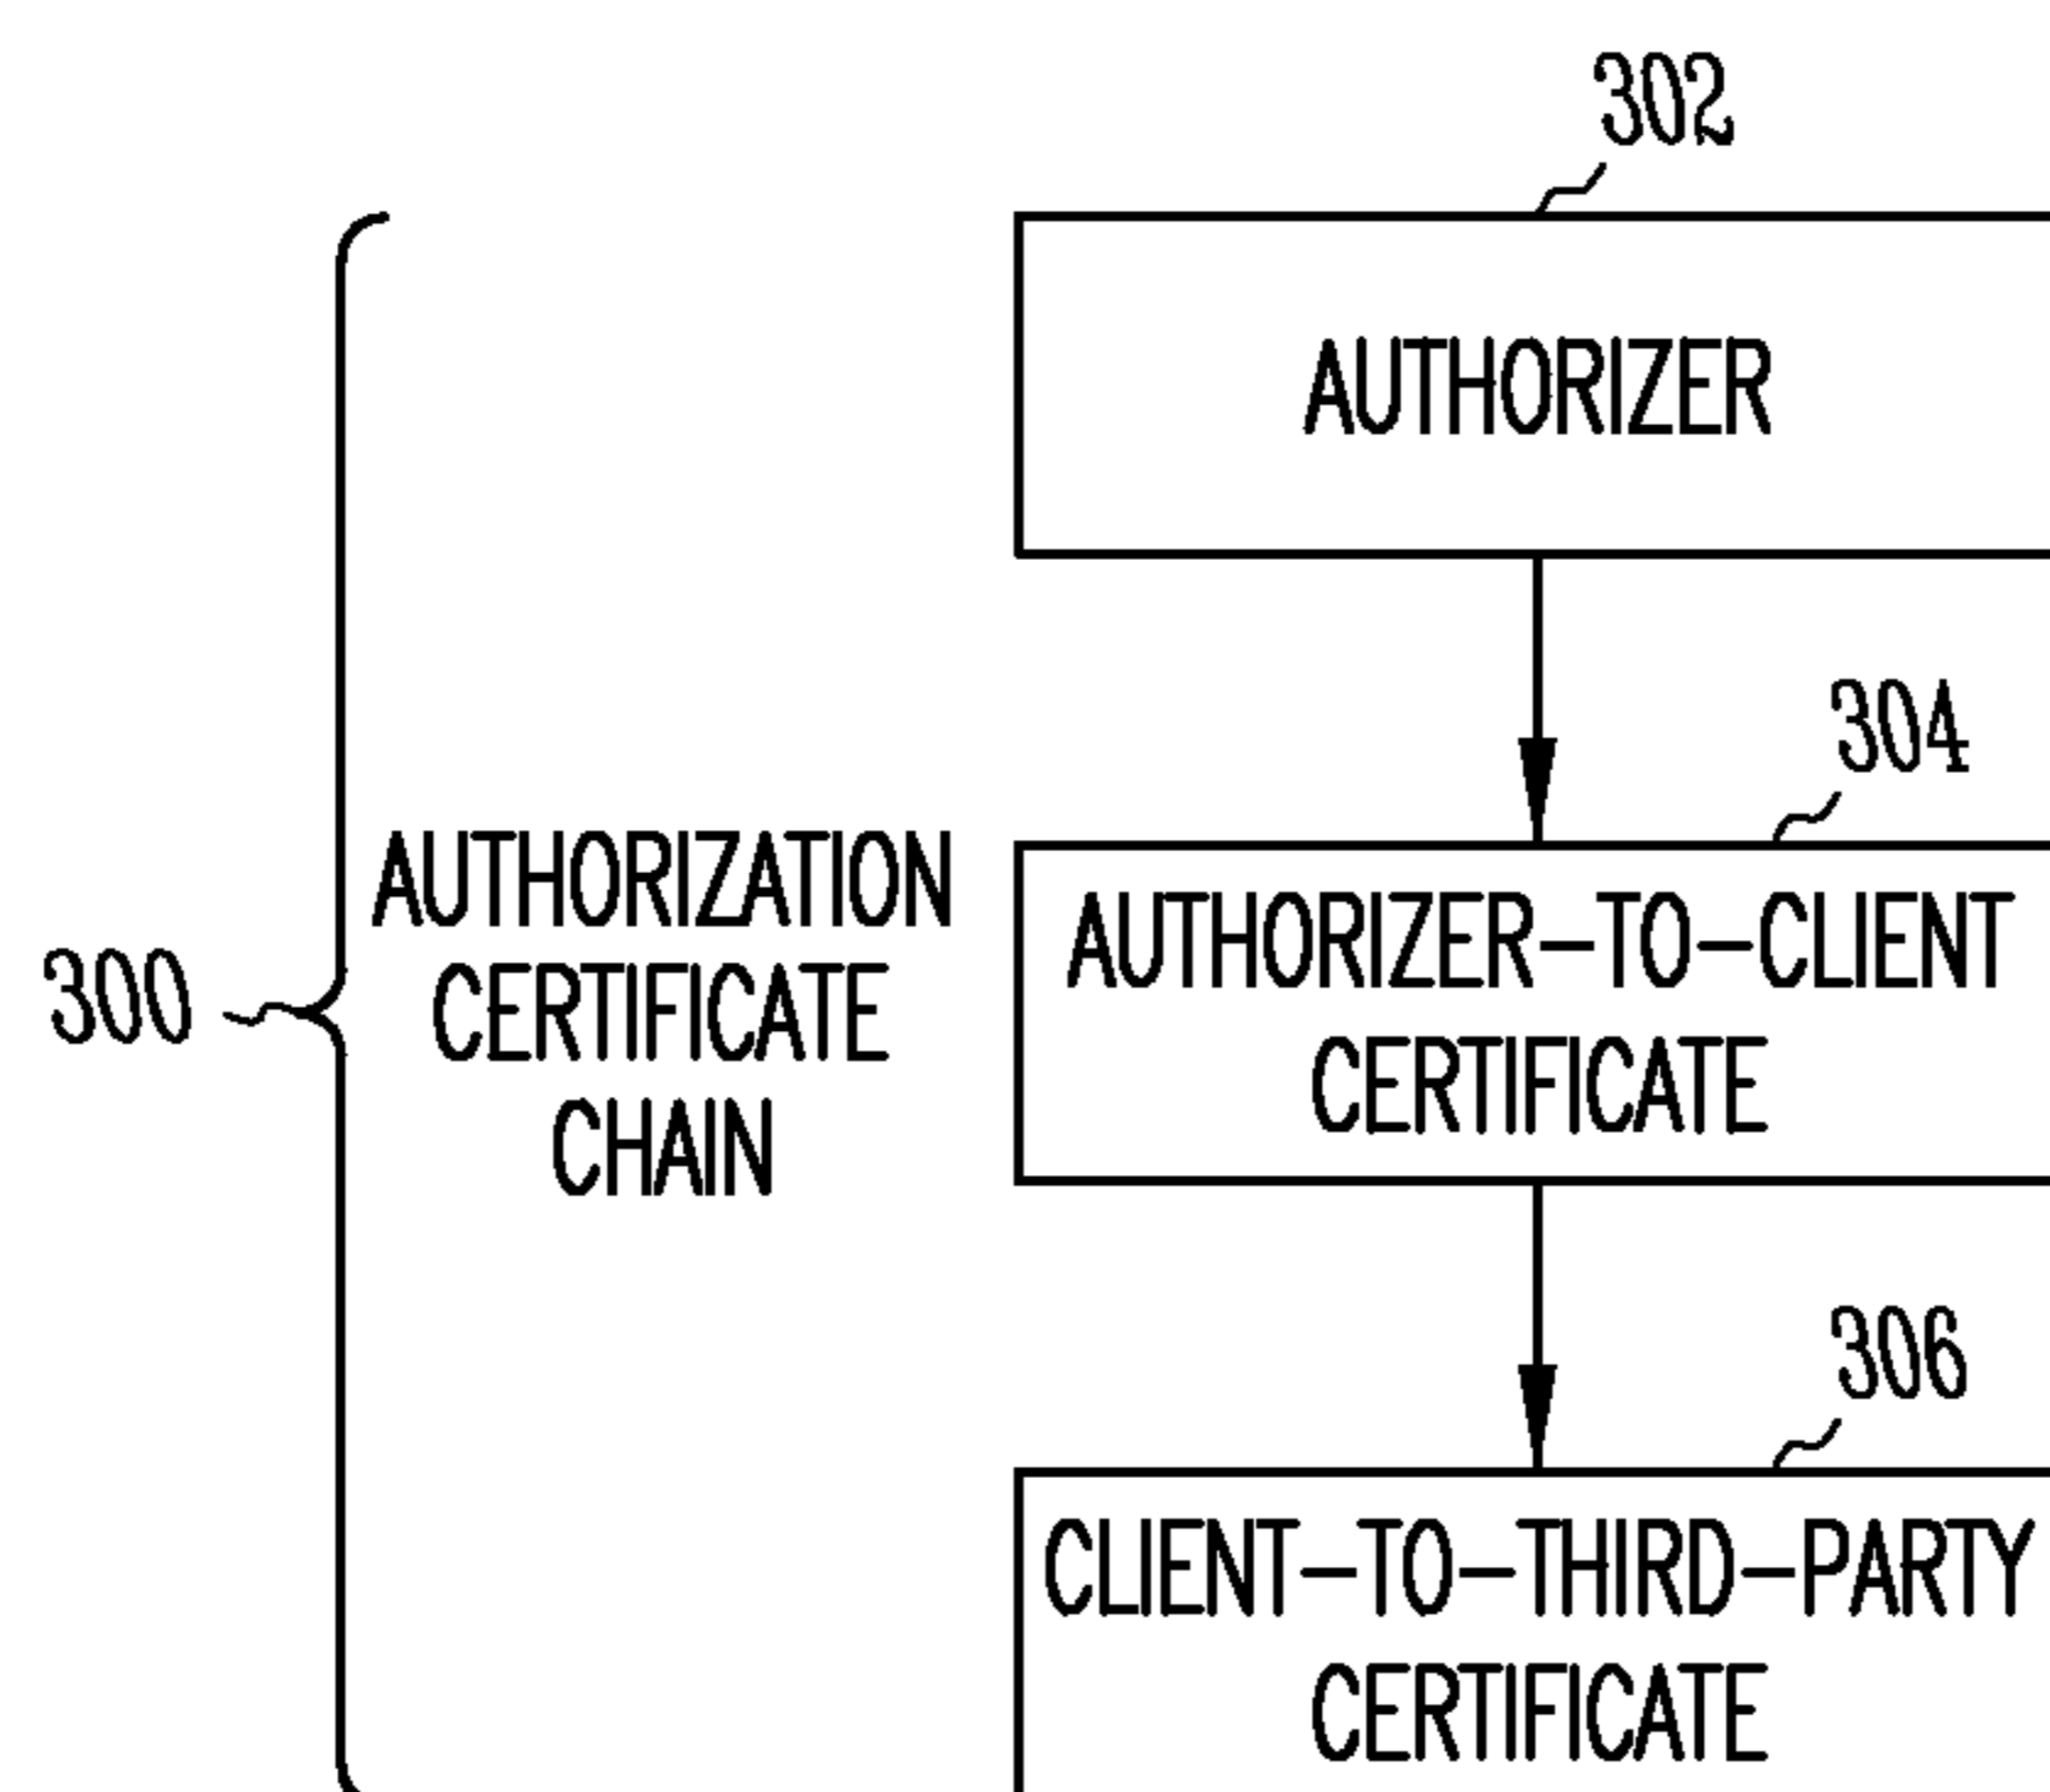 302
AUTHORIZER
304
AUTHORIZER-TO-CLIENT
CERTIFICATE
300
AUTHORIZATION
CERTIFICATE
CHAIN
306
CLIENT-TO-THIRD-PARTY
CERTIFICATE